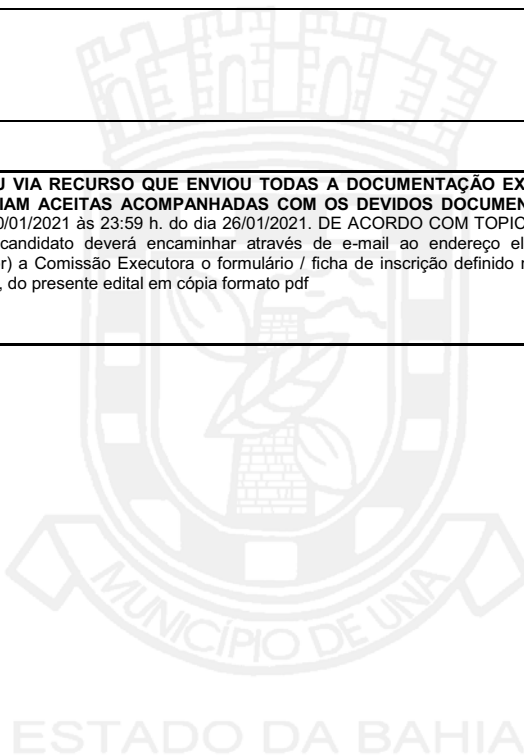 U VIA RECURSO QUE ENVIOU TODAS A DOCUMENTAÇÃO EX
IAM ACEITAS ACOMPANHADAS COM OS DEVIDOS DOCUMEN
0/01/2021 às 23:59 h. do dia 26/01/2021. DE ACORDO COM TOPIC
candidato deverá encaminhar através de e-mail ao endereço el
r) a Comissão Executora o formulário / ficha de inscrição definido n
, do presente edital em cópia formato pdf
MUNICÍPIO DE UNA
ESTADO DA BAHIA